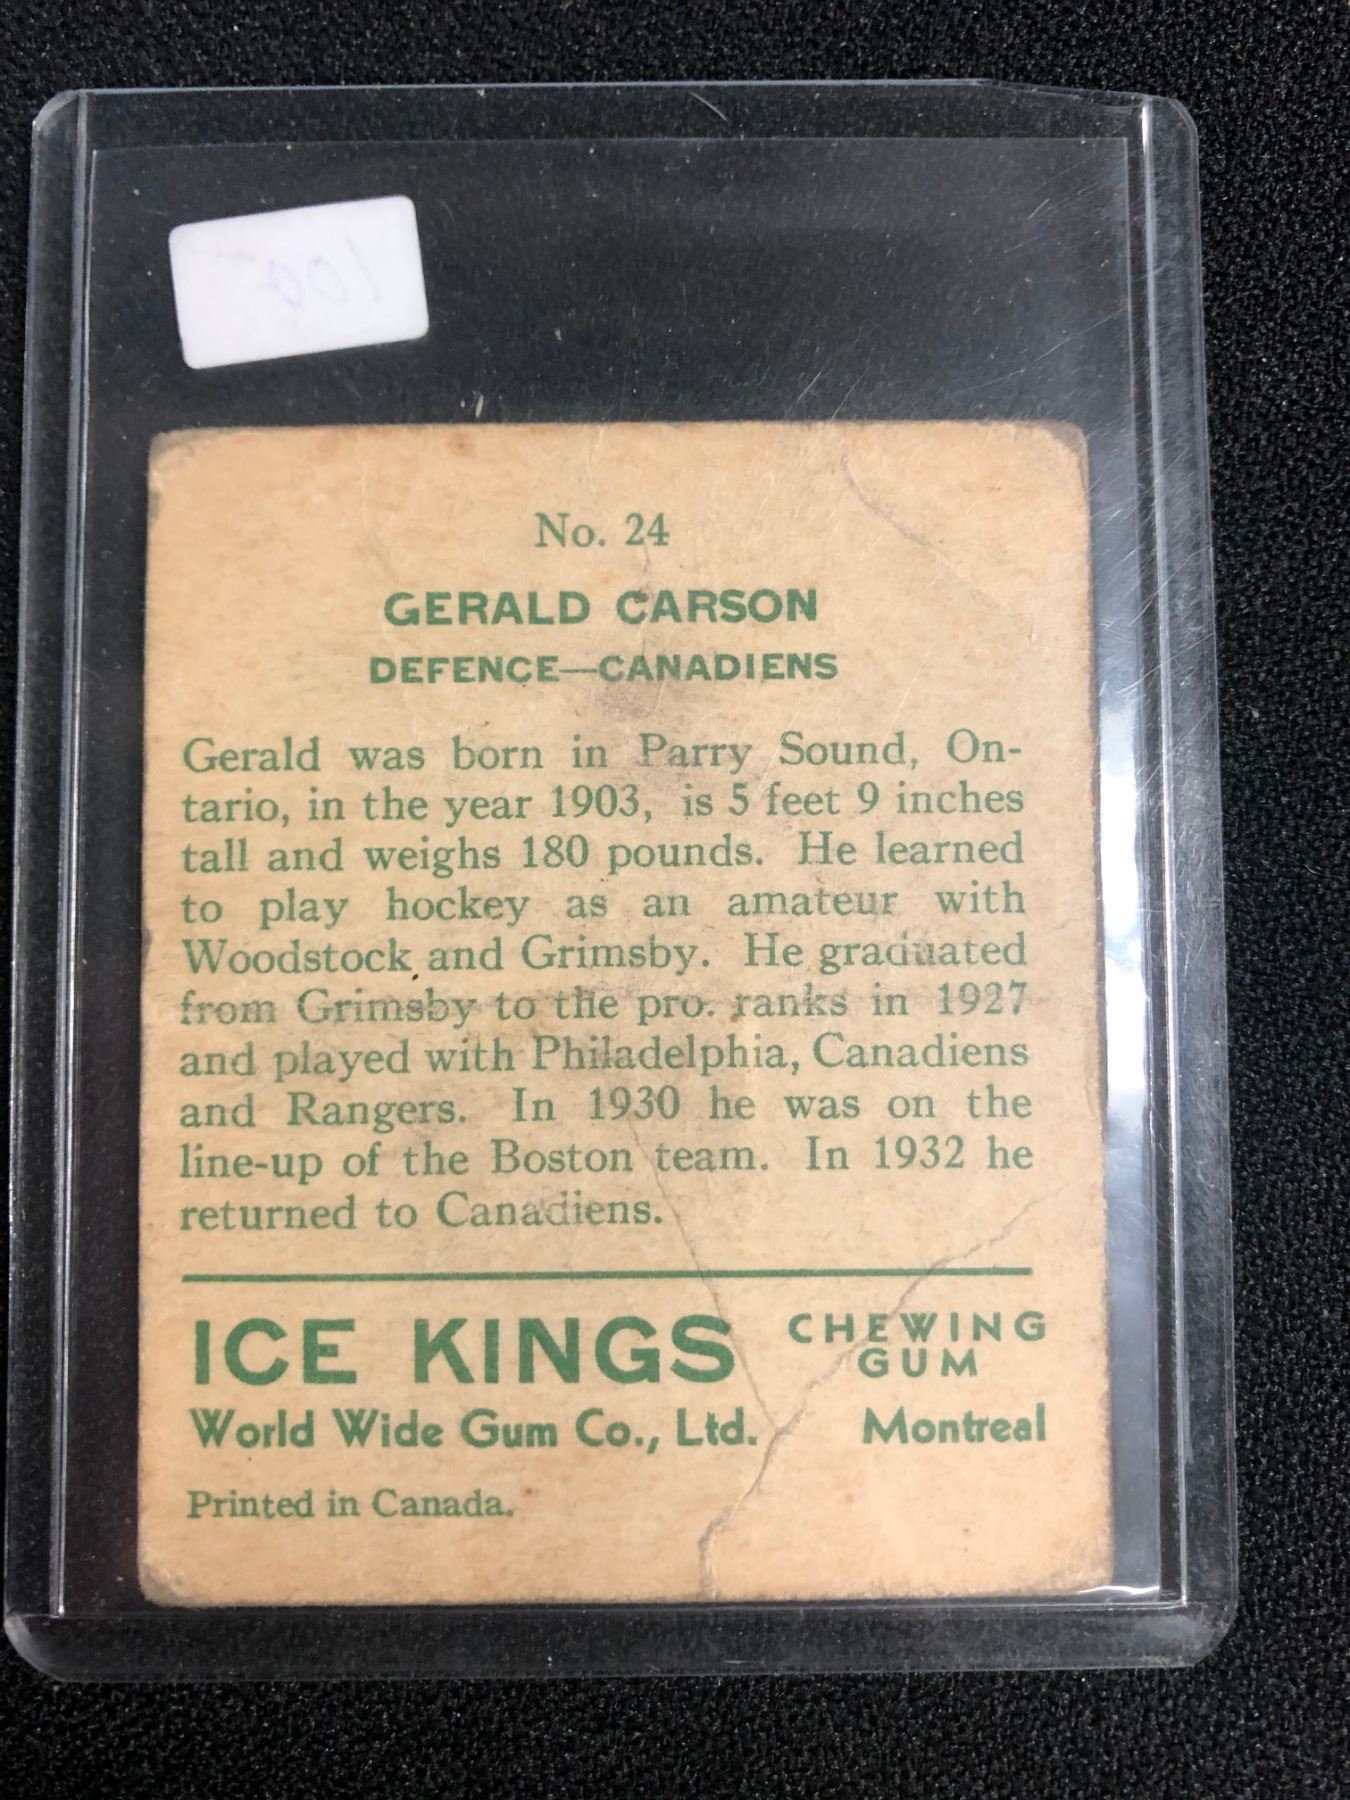 100-
No. 24
GERALD CARSON
DEFENCE—CANADIENS
Gerald was born in Parry Sound, On-
tario, in the year 1903, is 5 feet 9 inches
tall and weighs 180 pounds. He learned
to play hockey as an amateur with
Woodstock and Grimsby. He graduated
from Grimsby to the pro. ranks in 1927
and played with Philadelphia, Canadiens
and Rangers. In 1930 he was on the
line-up of the Boston team. In 1932 he
returned to Canadiens.
ICE KINGS CHEWING GUM
World Wide Gum Co., Ltd. Montreal
Printed in Canada.